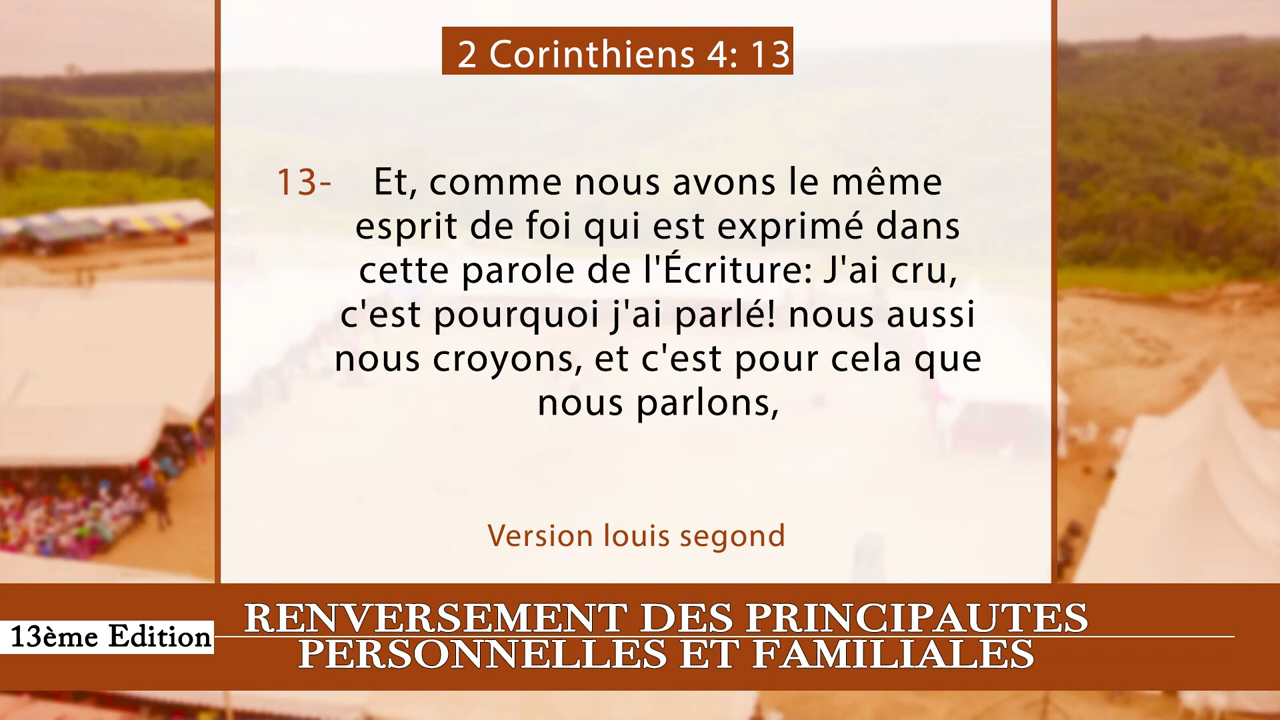 2 Corinthiens 4: 13
13- Et, comme nous avons le même
esprit de foi qui est exprimé dans
cette parole de l'Écriture: J'ai cru,
c'est pourquoi j'ai parlé! nous aussi
nous croyons, et c'est pour cela que
nous parlons,
Version louis segond
13ème Edition
RENVERSEMENT DES PRINCIPAUTES
PERSONNELLES ET FAMILIALES